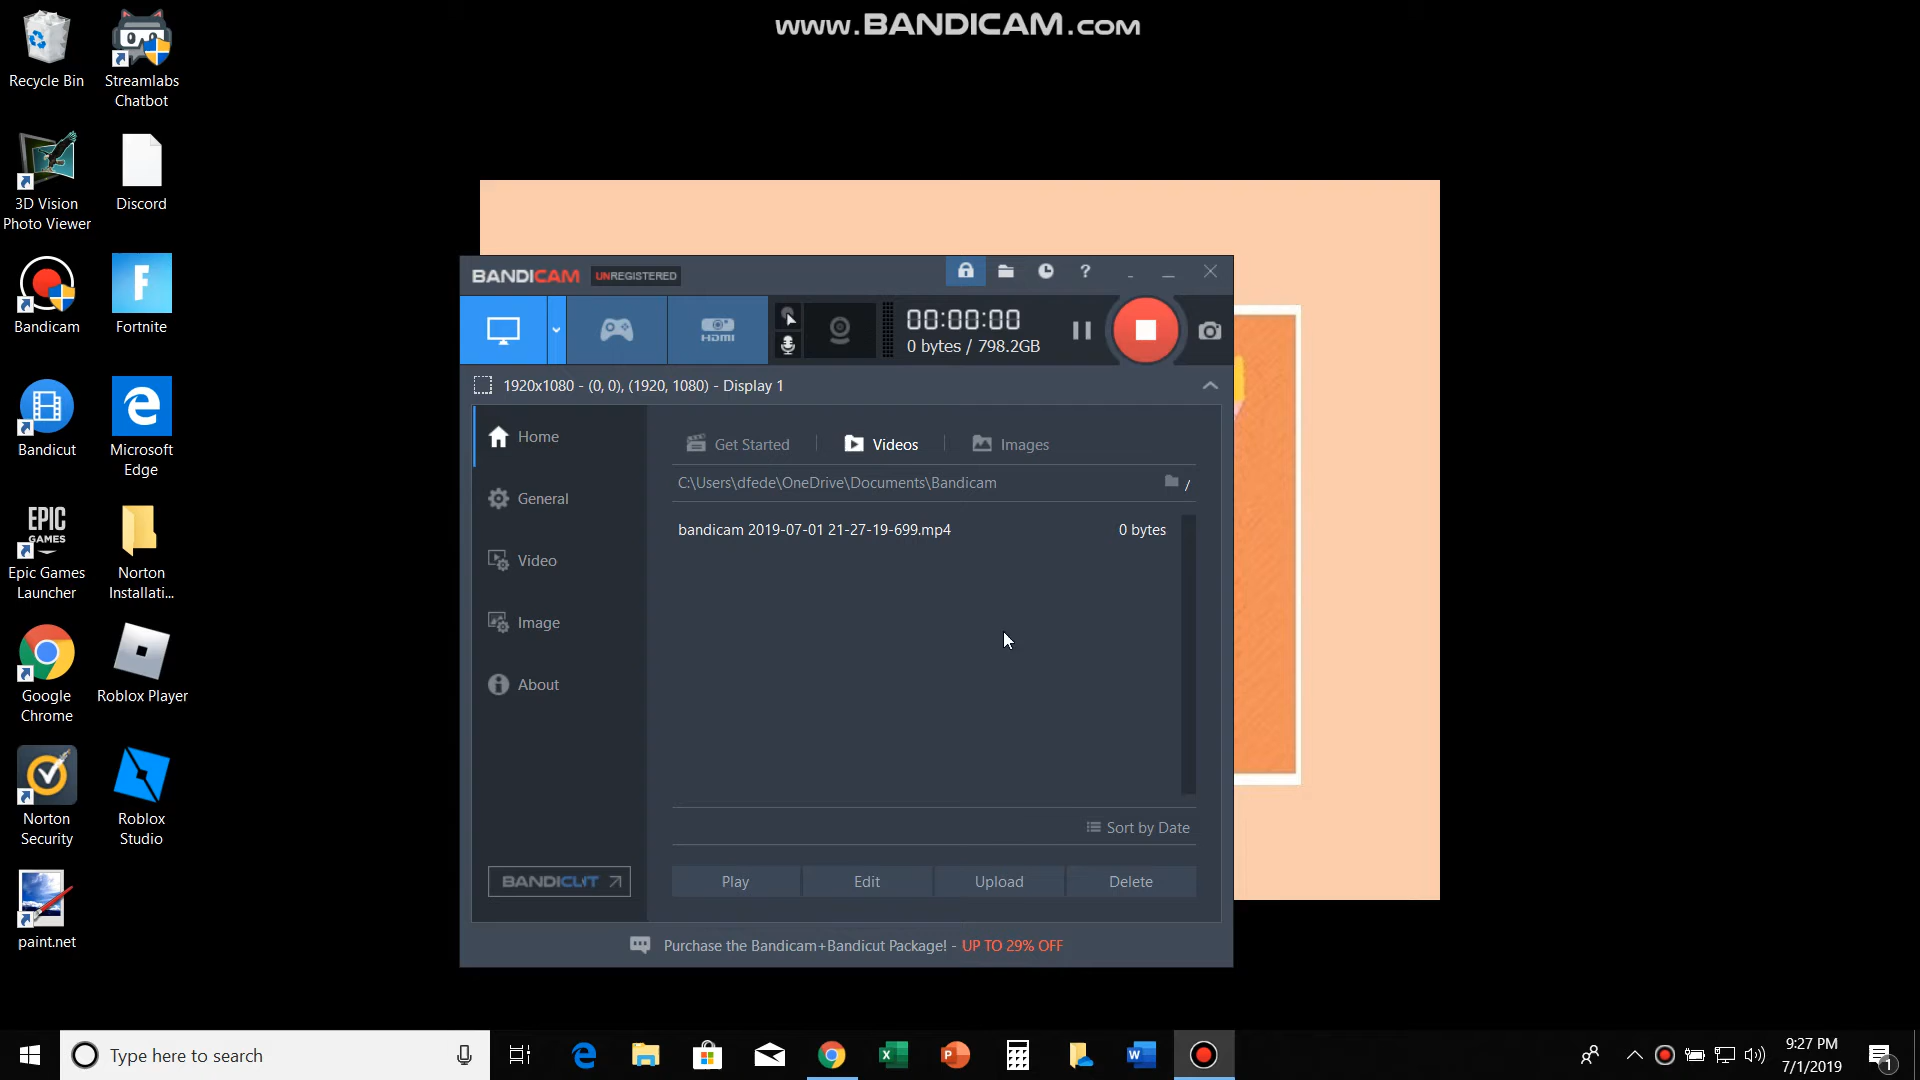 www.BANDICAM.com
Recycle Bin
Streamlabs
Chatbot
3D Vision
Photo Viewer
Discord
Bandicam
Fortnite
Bandicut
Microsoft
Edge
EPIC
GAMES
Epic Games
Launcher
Norton
Installati...
Google
Chrome
Roblox Player
Norton
Security
Roblox
Studio
paint.net
BANDICAM UNREGISTERED
?
HDMI
00:00:00
0 bytes / 798.2GB
1920x1080 - (0, 0), (1920, 1080) - Display 1
Home
General
Video
Image
About
BANDICUT
Get Started
Videos
Images
C:\Users\dfede\OneDrive\Documents\Bandicam
/
bandicam 2019-07-01 21-27-19-699.mp4 0 bytes
Sort by Date
Play
Edit
Upload
Delete
Purchase the Bandicam+Bandicut Package! - UP TO 29% OFF
Type here to search
9:27 PM
7/1/2019
1